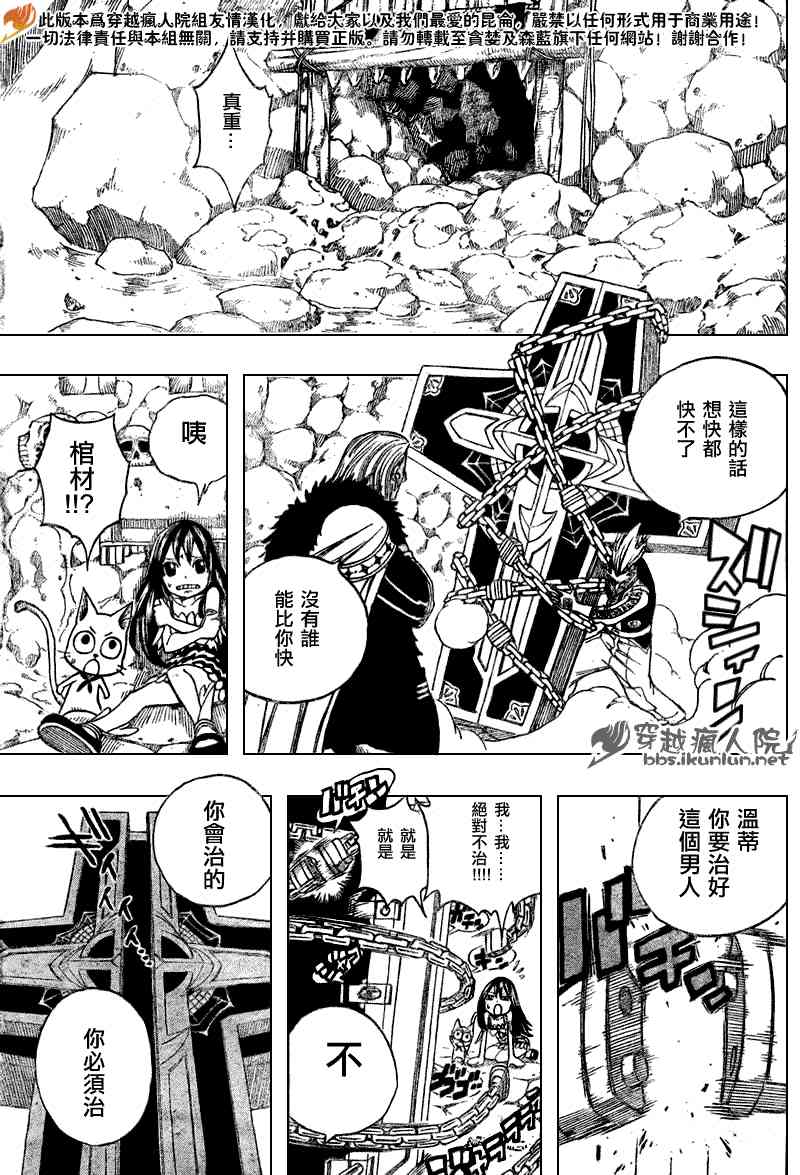 此版本爲穿越瘋人院組友情漢化，獻給大家以及我們最愛的昆侖。嚴禁以任何形式用于商業用途！
一切法律責任與本組無關，請支持并購買正版。請勿轉載至貪婪及森藍旗下任何網站！謝謝合作！
真重…
這樣的話
想快都
快不了
沒有誰
能比你快
ズシャン
咦
棺材
!!?
穿越瘋人院
bbs.ikunlun.net
溫蒂
你要治好
這個男人
我…我……
絕對不治!!!!
就是
就是
不
你會治的
你必須治